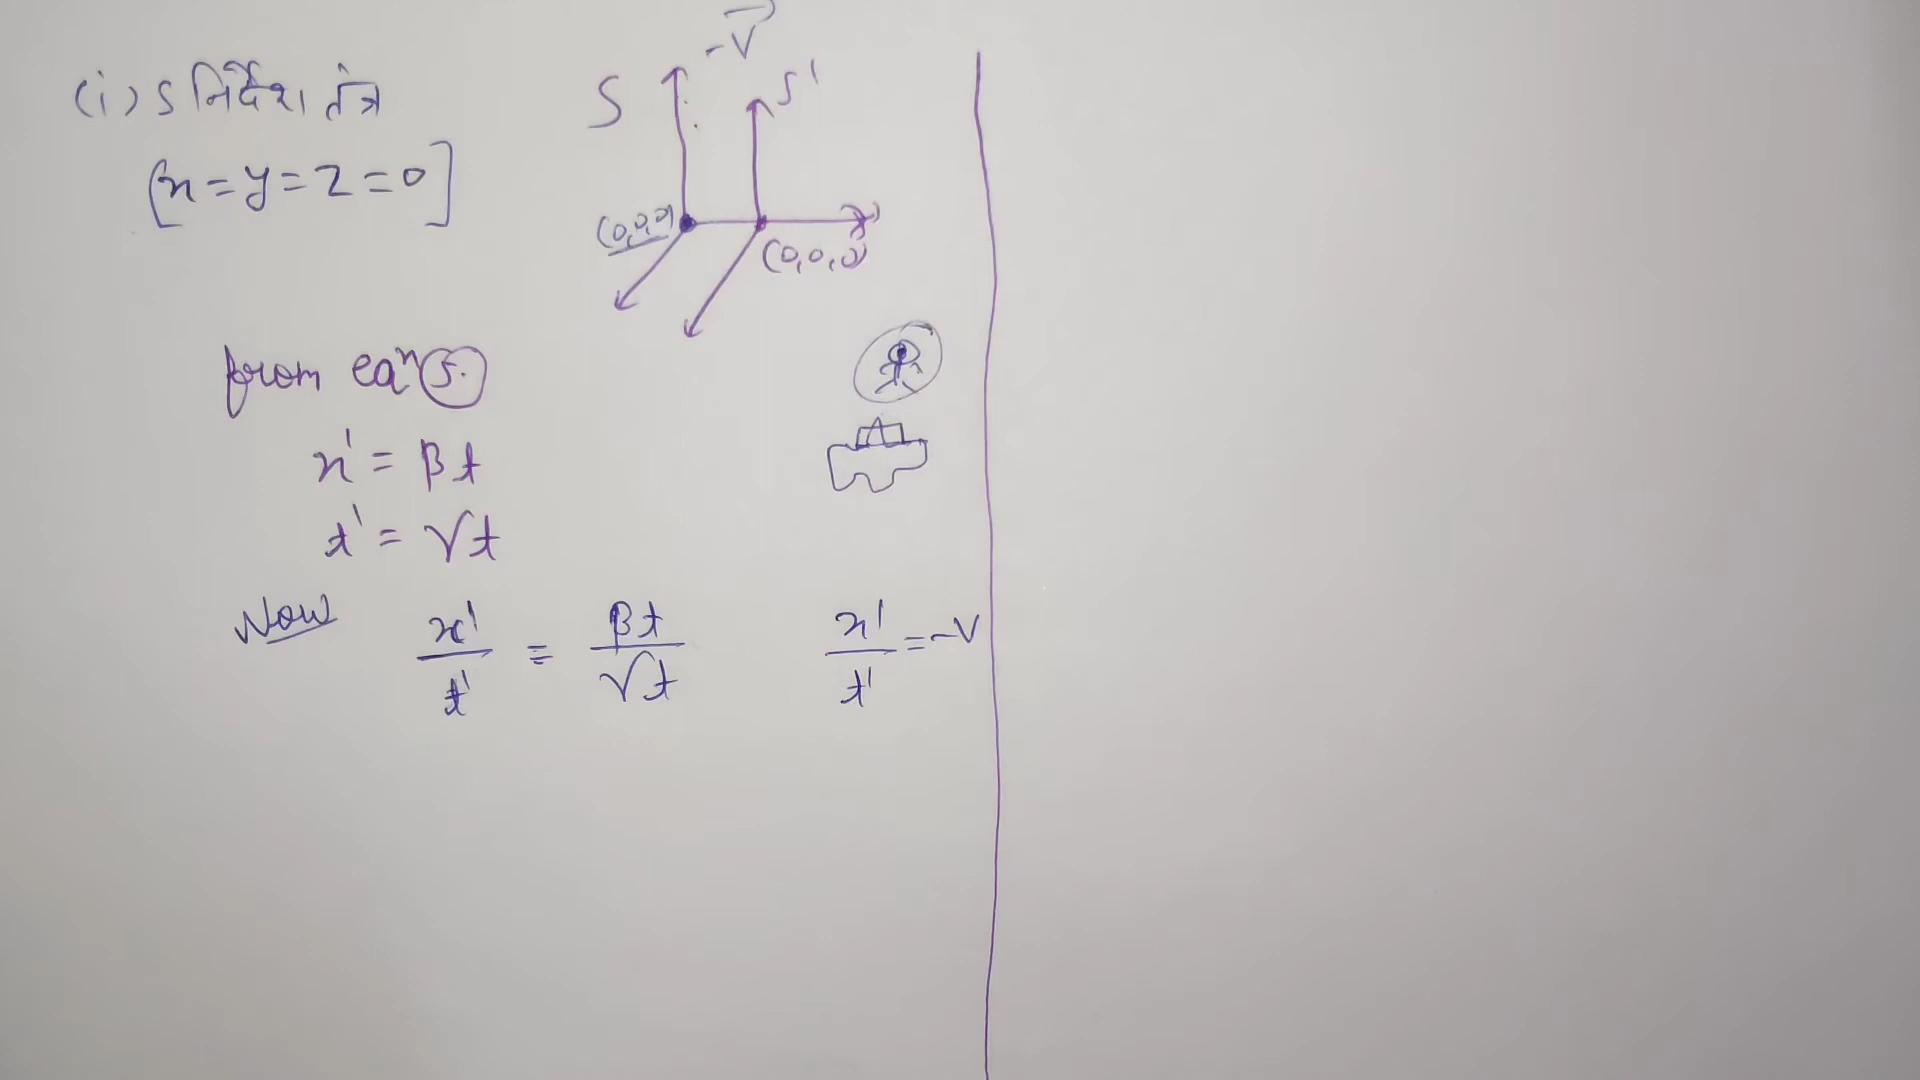 (i) S निर्देश तंत्र
[x=y=z=0]
-V
S
S'
(0,0,0)
(0,0,0)
from eqⁿ 5.
x' = βt
t' = γt
Now x'/t' = βt/γt
x'/t' = -V